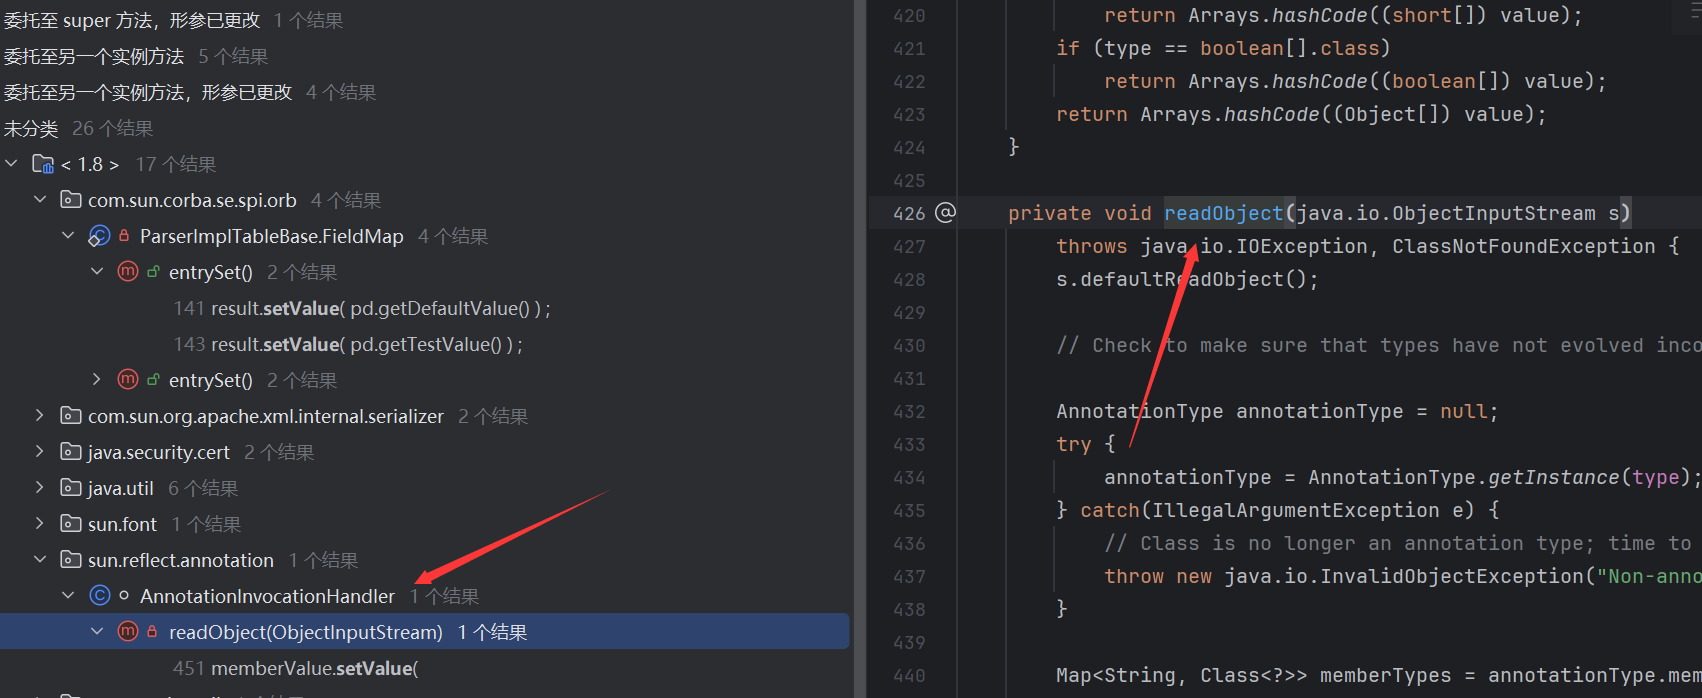 委托至 super 方法，形参已更改 1 个结果
委托至另一个实例方法 5 个结果
委托至另一个实例方法，形参已更改 4 个结果
未分类 26 个结果
< 1.8 > 17 个结果
com.sun.corba.se.spi.orb 4 个结果
ParserImplTableBase.FieldMap 4 个结果
entrySet() 2 个结果
141 result.setValue( pd.getDefaultValue() ) ;
143 result.setValue( pd.getTestValue() ) ;
entrySet() 2 个结果
com.sun.org.apache.xml.internal.serializer 2 个结果
java.security.cert 2 个结果
java.util 6 个结果
sun.font 1 个结果
sun.reflect.annotation 1 个结果
AnnotationInvocationHandler 1 个结果
readObject(ObjectInputStream) 1 个结果
451 memberValue.setValue(
420 return Arrays.hashCode((short[]) value);
421 if (type == boolean[].class)
422 return Arrays.hashCode((boolean[]) value);
423 return Arrays.hashCode((Object[]) value);
424 }
425
426 @ private void readObject(java.io.ObjectInputStream s)
427 throws java.io.IOException, ClassNotFoundException {
428 s.defaultReadObject();
429
430 // Check to make sure that types have not evolved inco
431
432 AnnotationType annotationType = null;
433 try {
434 annotationType = AnnotationType.getInstance(type);
435 } catch(IllegalArgumentException e) {
436 // Class is no longer an annotation type; time to
437 throw new java.io.InvalidObjectException("Non-anno
438 }
439
440 Map<String, Class<?>> memberTypes = annotationType.mem